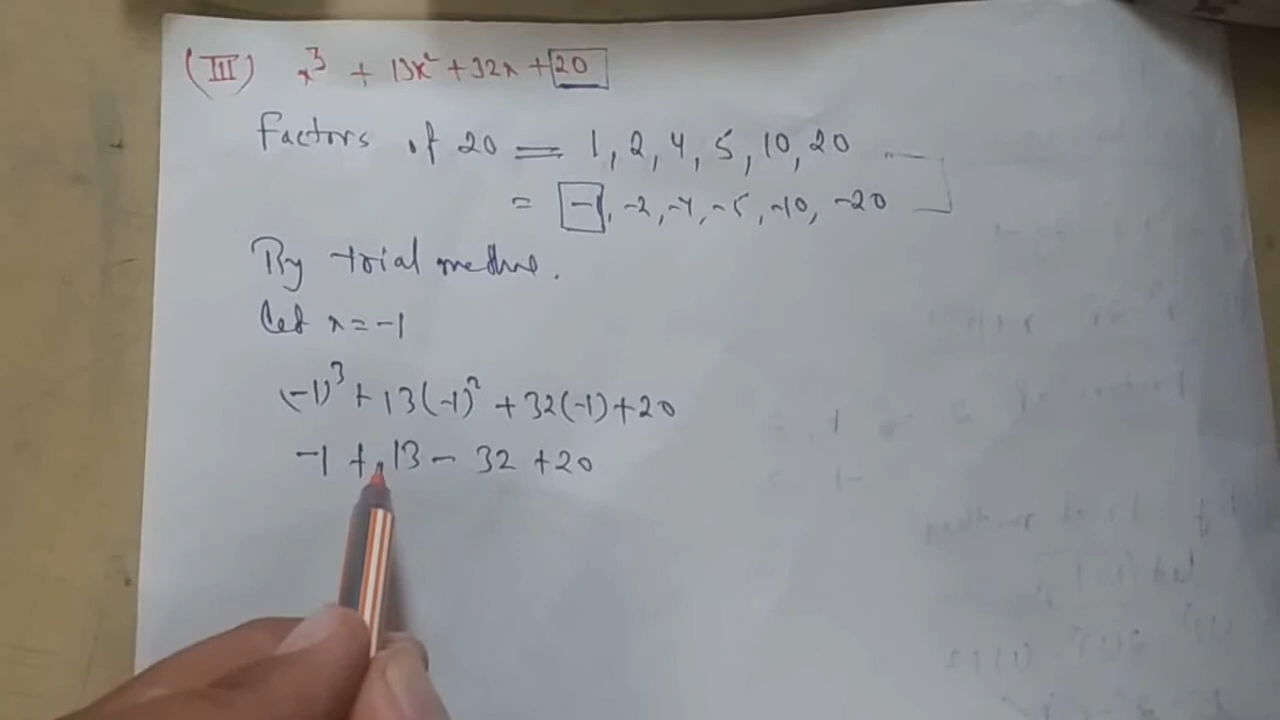 (III) x³ + 13x² + 32x + 20
Factors of 20 = 1, 2, 4, 5, 10, 20
= -1, -2, -4, -5, -10, -20
By trial
Let x = -1
(-1)³ + 13(-1)² + 32(-1) + 20
-1 + 13 - 32 + 20